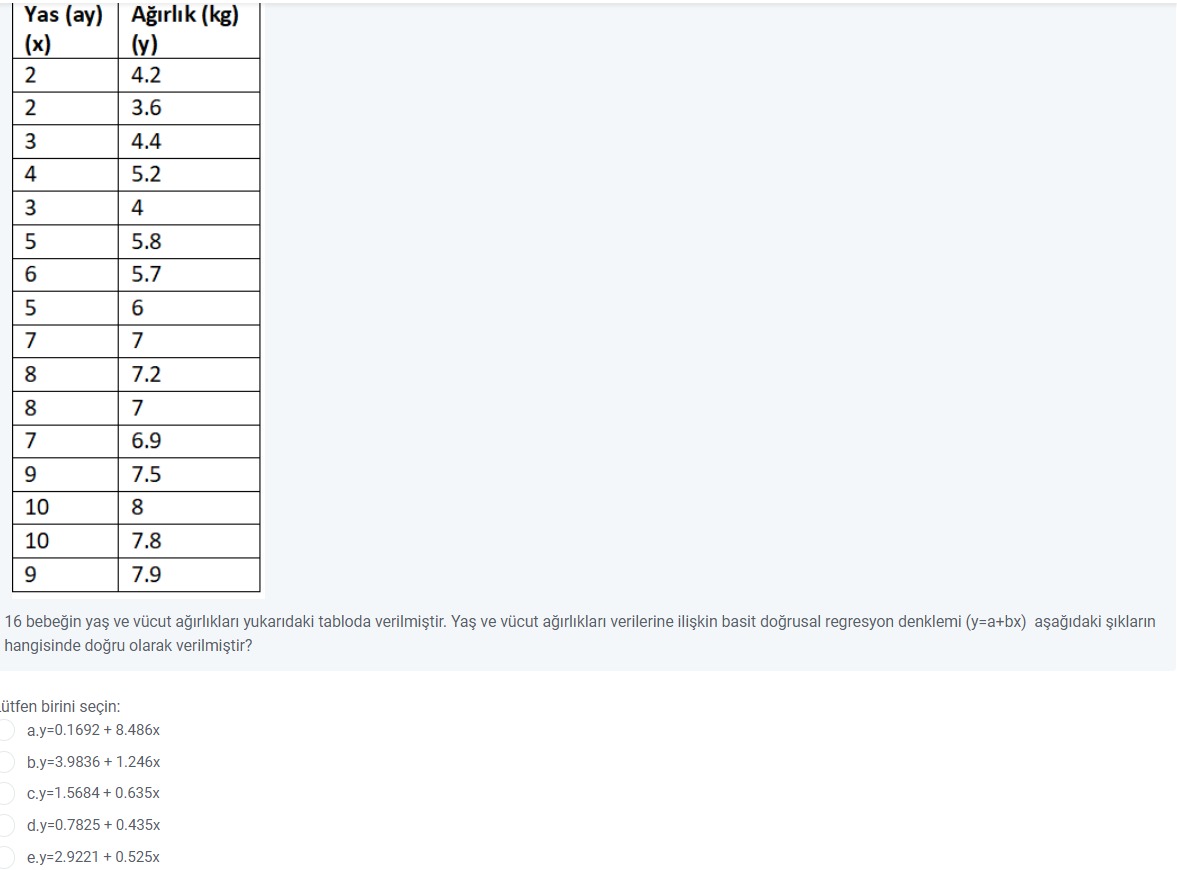 Yas (ay) Ağırlık (kg)
(x) (y)
2 4.2
2 3.6
3 4.4
4 5.2
3 4
5 5.8
6 5.7
5 6
7 7
8 7.2
8 7
7 6.9
9 7.5
10 8
10 7.8
9 7.9
16 bebeğin yaş ve vücut ağırlıkları yukarıdaki tabloda verilmiştir. Yaş ve vücut ağırlıkları verilerine ilişkin basit doğrusal regresyon denklemi (y=a+bx) aşağıdaki şıkların
hangisinde doğru olarak verilmiştir?
ütfen birini seçin:
a.y=0.1692 + 8.486x
b.y=3.9836 + 1.246x
c.y=1.5684 + 0.635x
d.y=0.7825 + 0.435x
e.y=2.9221 + 0.525x